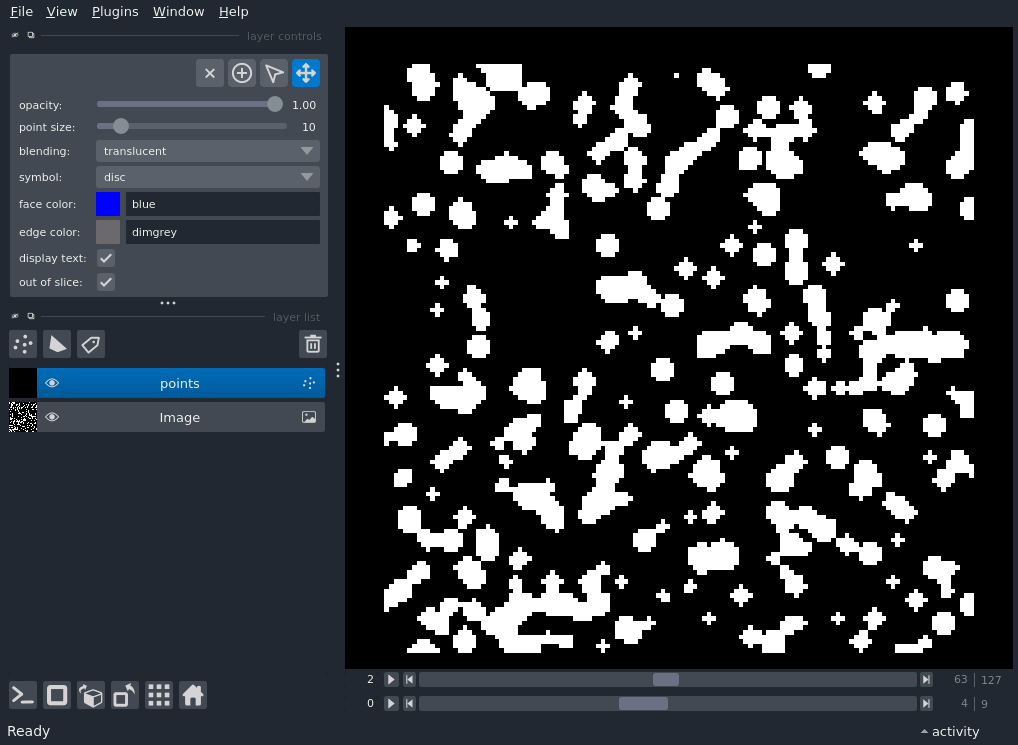 File View Plugins Window Help
layer controls
opacity: 1.00
point size: 10
blending: translucent
symbol: disc
face color: blue
edge color: dimgrey
display text:
out of slice:
layer list
points
Image
2 63 127
0 4 9
Ready activity